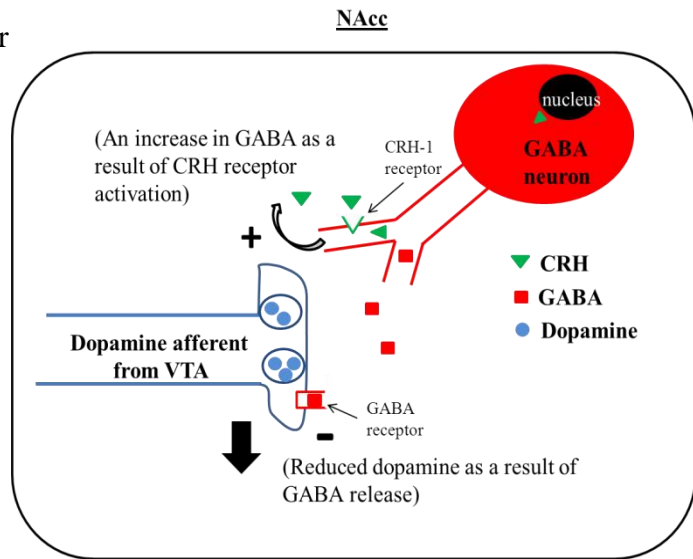 NAcc
r
nucleus
GABA
neuron
(An increase in GABA as a
result of CRH receptor
activation)
CRH-1
receptor
+
CRH
GABA
Dopamine
Dopamine afferent
from VTA
GABA
receptor
-
(Reduced dopamine as a result of
GABA release)